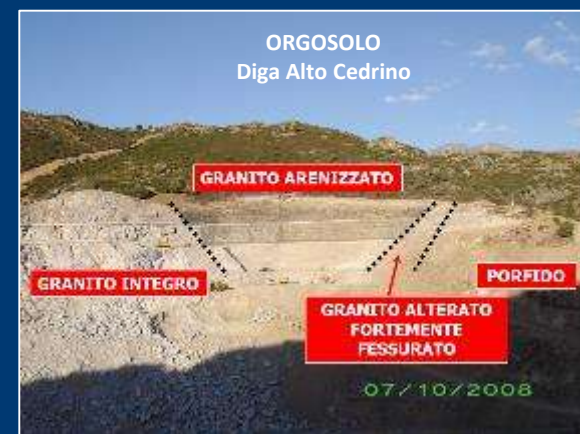 ORGOSOLO
Diga Alto Cedrino
GRANITO ARENIZZATO
GRANITO INTEGRO
PORFIDO
GRANITO ALTERATO
FORTEMENTE
FESSURATO
07/10/2008